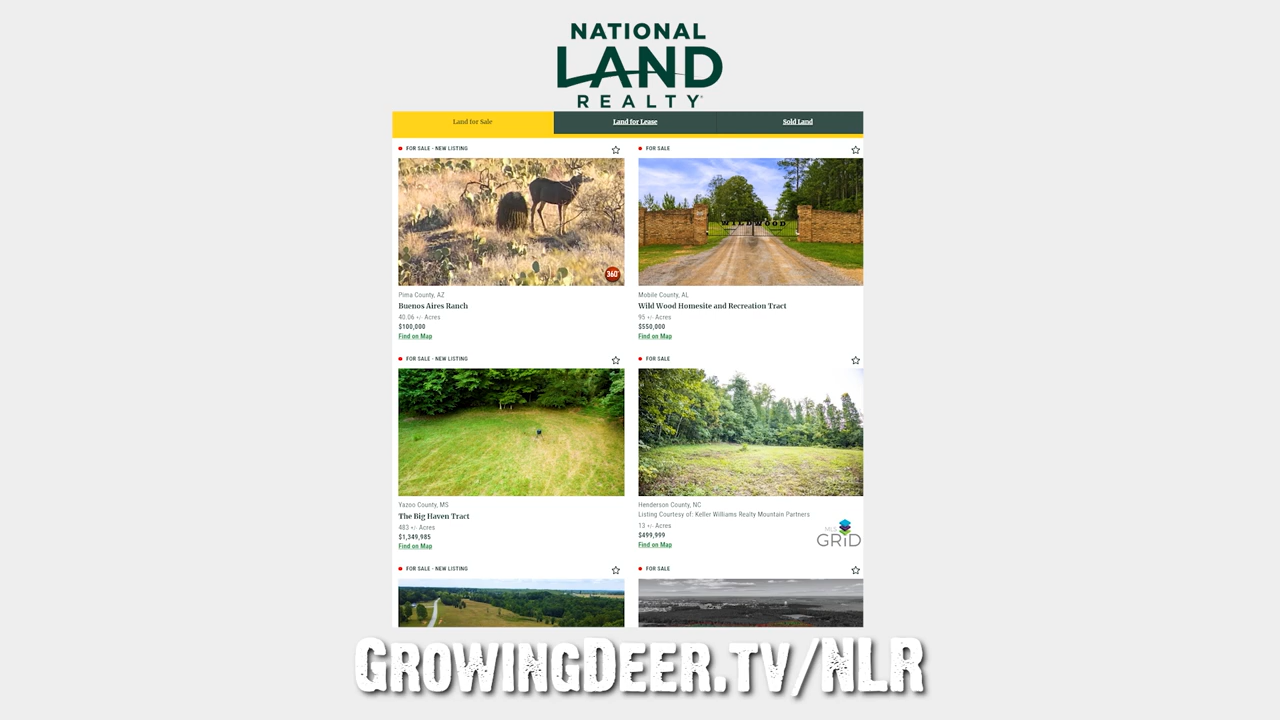 NATIONAL
LAND
REALTY
Land for Sale
Land for Lease
Sold Land
FOR SALE - NEW LISTING
360°
Pima County, AZ
Buenos Aires Ranch
40.06 +/- Acres
$100,000
Find on Map
FOR SALE
WILDWOOD
Mobile County, AL
Wild Wood Homesite and Recreation Tract
95 +/- Acres
$550,000
Find on Map
FOR SALE - NEW LISTING
Yazoo County, MS
The Big Haven Tract
483 +/- Acres
$1,349,985
Find on Map
FOR SALE
Henderson County, NC
Listing Courtesy of: Keller Williams Realty Mountain Partners
13 +/- Acres
$499,999
Find on Map
GRID
FOR SALE - NEW LISTING
FOR SALE
GROWINGDEER.TV/NLR